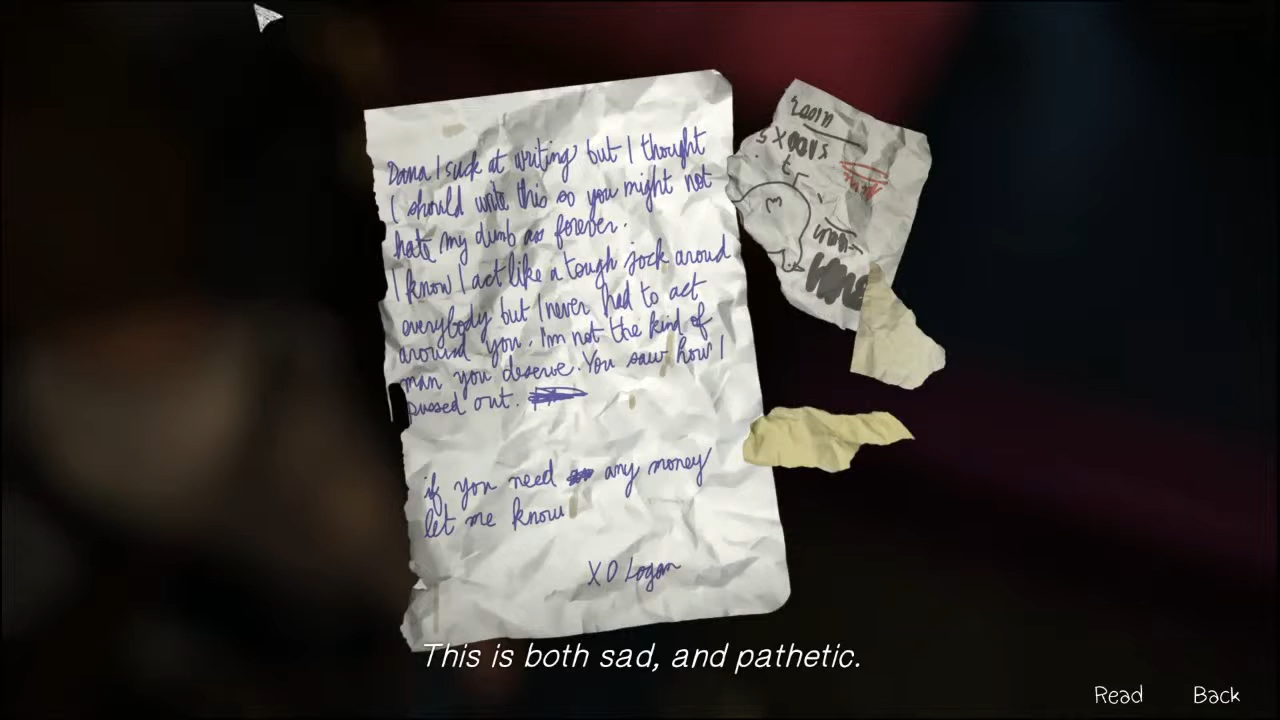 Dana I suck at writing but I thought
I should write this so you might not
hate my dumb ass forever.
I know I act like a tough jock aroud
everybody but I never had to act
around you. I'm not the kind of
man you deserve. You saw how I
pussed out.
if you need any money
let me know
XO Logan
room
This is both sad, and pathetic.
Read
Back